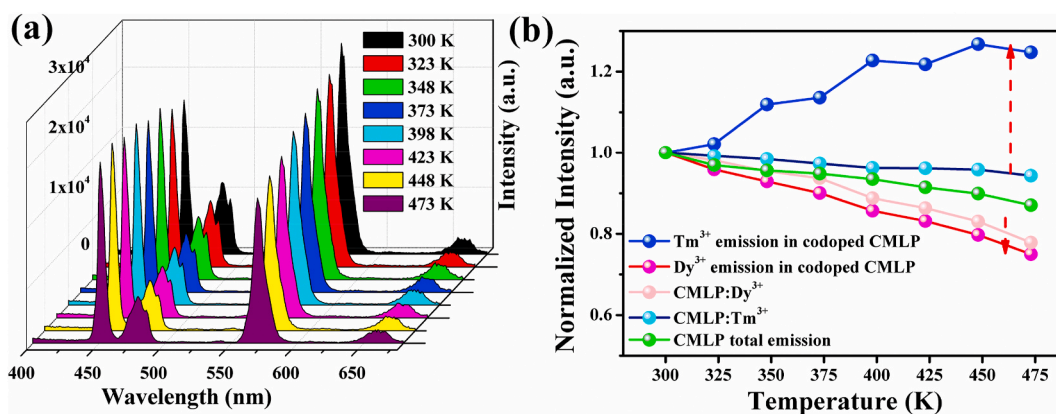 (a)
3x10⁴
2x10⁴
1x10⁴
0
Intensity (a.u.)
300 K
323 K
348 K
373 K
398 K
423 K
448 K
473 K
400 450 500 550 600 650
Wavelength (nm)
(b)
Normalized Intensity (a.u.)
1.2
1.0
0.8
0.6
Tm³⁺ emission in codoped CMLP
Dy³⁺ emission in codoped CMLP
CMLP:Dy³⁺
CMLP:Tm³⁺
CMLP total emission
300 325 350 375 400 425 450 475
Temperature (K)